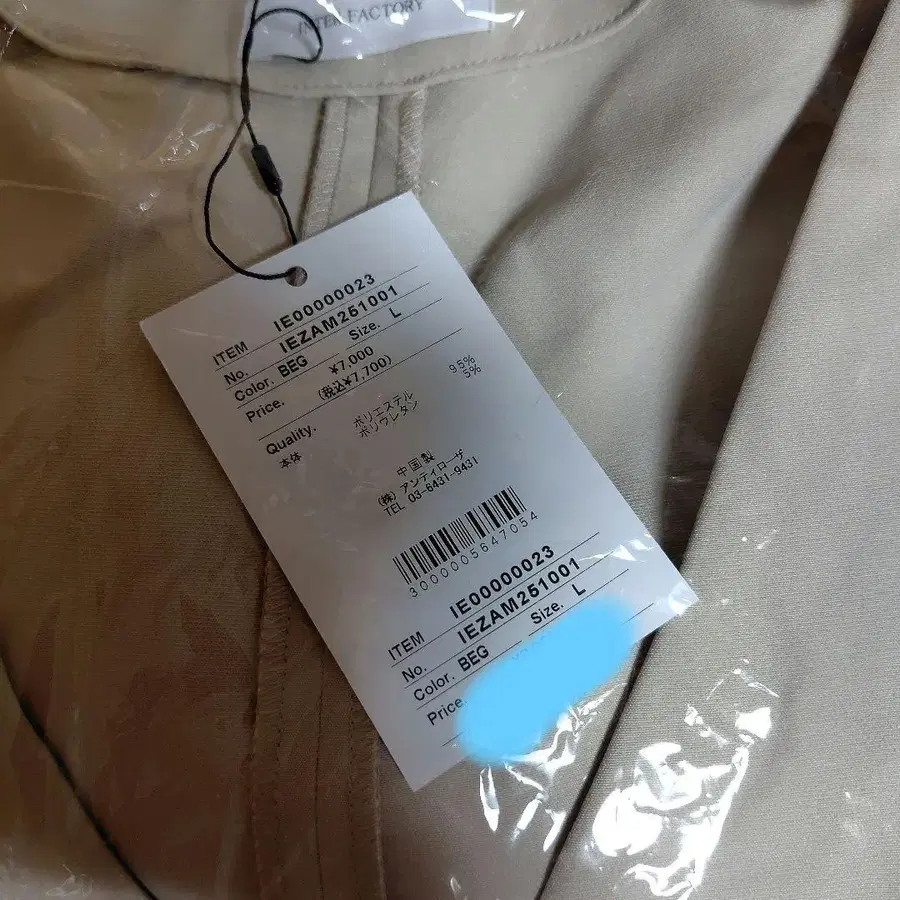 INTER FACTORY
ITEM IE00000023
No. IEZAM251001
Color. BEG Size. L
Price. ¥7,000
(税込¥7,700)
Quality.
本体 ポリエステル 95%
ポリウレタン 5%
中国製
(株) アンティローザ
TEL 03-6431-9431
3000005647054
ITEM IE00000023
No. IEZAM251001
Color. BEG Size. L
Price.